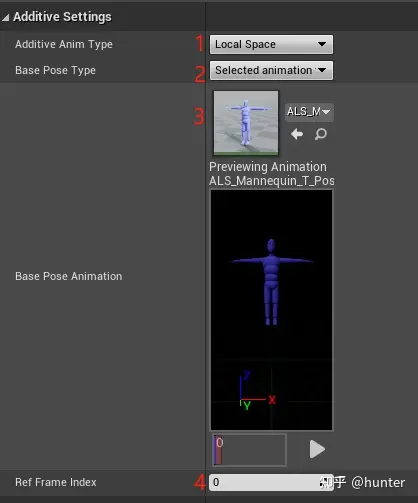 Additive Settings
Additive Anim Type 1 Local Space
Base Pose Type 2 Selected animation
3 ALS_M
Previewing Animation
ALS_Mannequin_T_Pos
Base Pose Animation
Z
X
Y
0
Ref Frame Index 4 0
知乎 @hunter